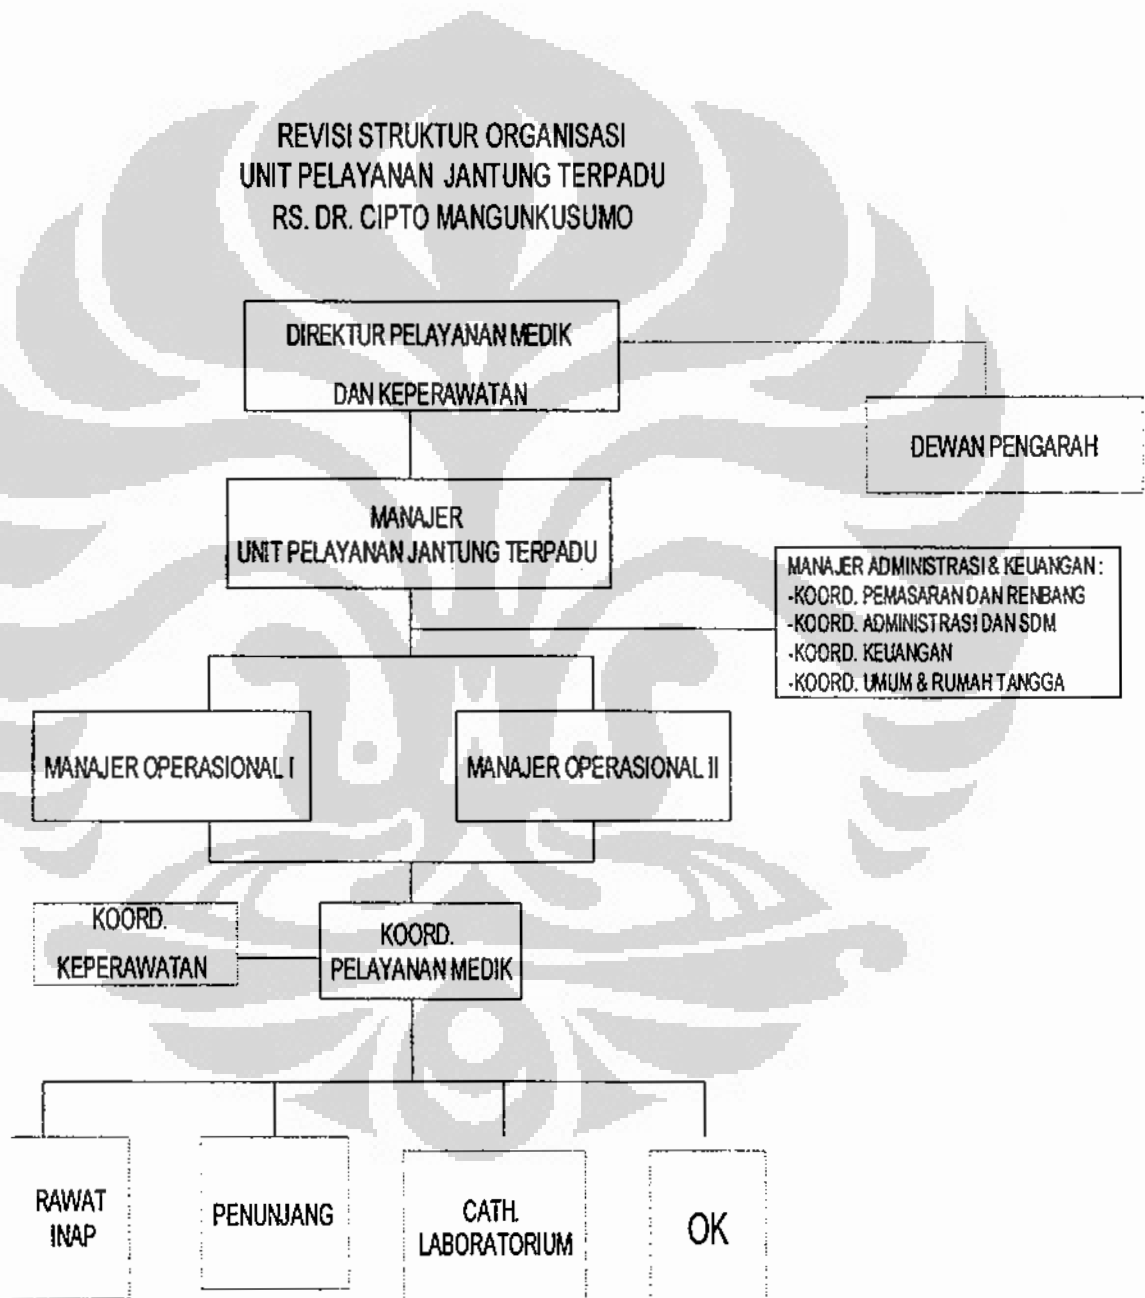 REVISI STRUKTUR ORGANISASI
UNIT PELAYANAN JANTUNG TERPADU
RS. DR. CIPTO MANGUNKUSUMO
DIREKTUR PELAYANAN MEDIK
DAN KEPERAWATAN
DEWAN PENGARAH
MANAJER
UNIT PELAYANAN JANTUNG TERPADU
MANAJER ADMINISTRASI & KEUANGAN :
-KOORD. PEMASARAN DAN RENBANG
-KOORD. ADMINISTRASI DAN SDM
-KOORD. KEUANGAN
-KOORD. UMUM & RUMAH TANGGA
MANAJER OPERASIONAL I
MANAJER OPERASIONAL II
KOORD.
KEPERAWATAN
KOORD.
PELAYANAN MEDIK
RAWAT
INAP
PENUNJANG
CATH.
LABORATORIUM
OK